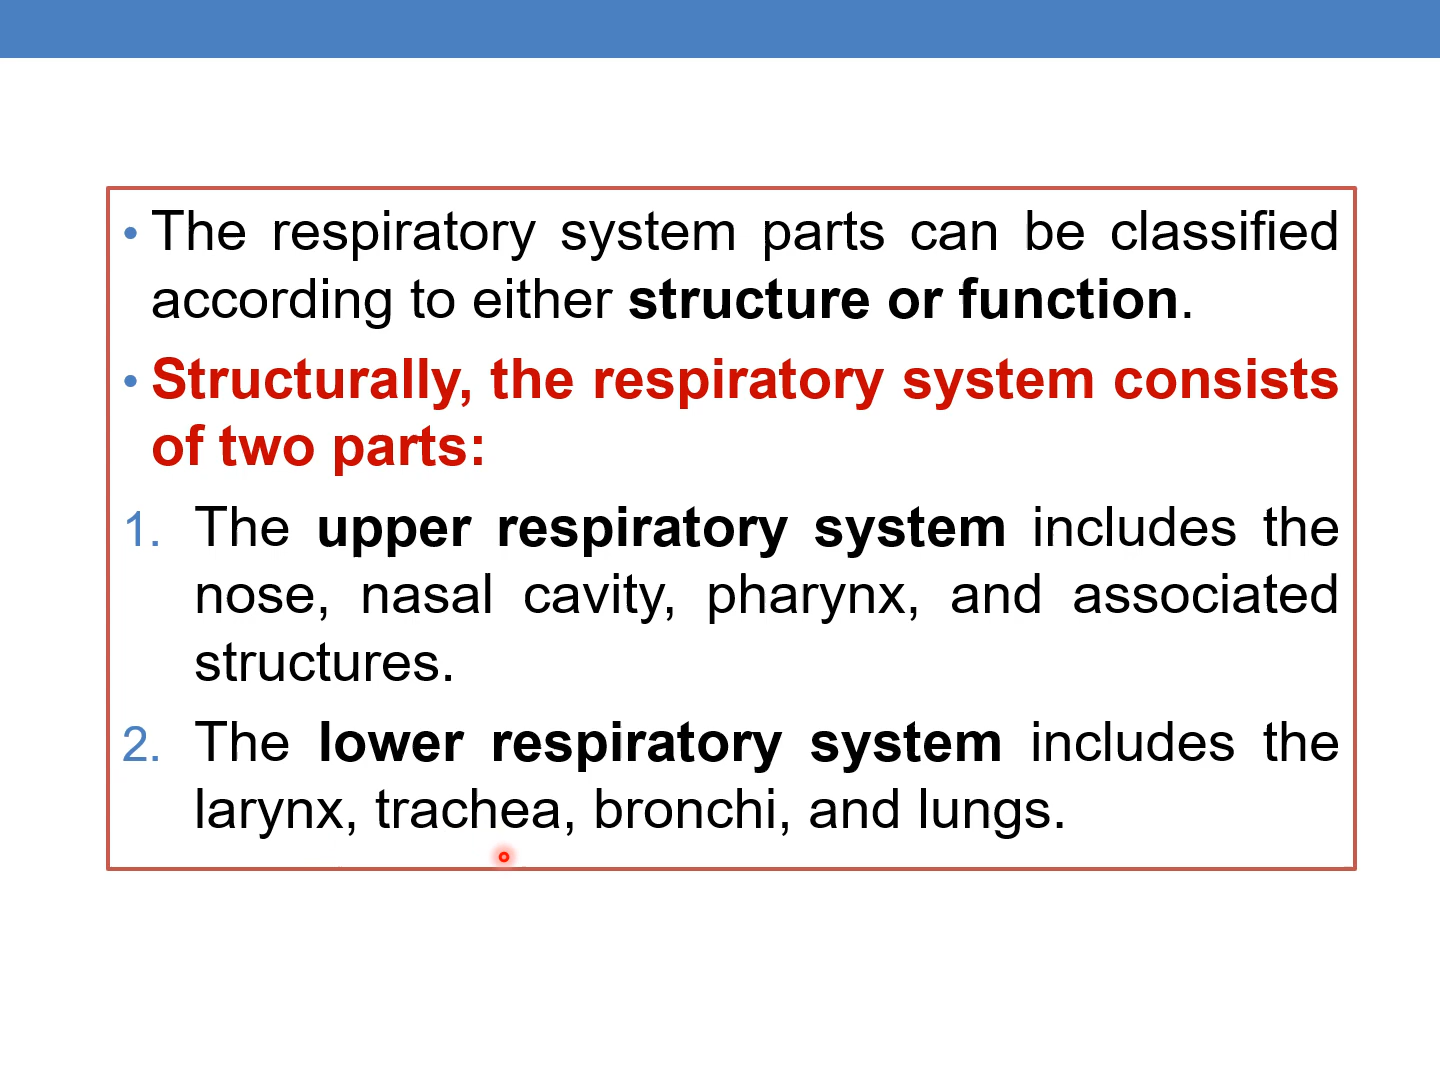 • The respiratory system parts can be classified
according to either structure or function.
• Structurally, the respiratory system consists
of two parts:
1. The upper respiratory system includes the
nose, nasal cavity, pharynx, and associated
structures.
2. The lower respiratory system includes the
larynx, trachea, bronchi, and lungs.